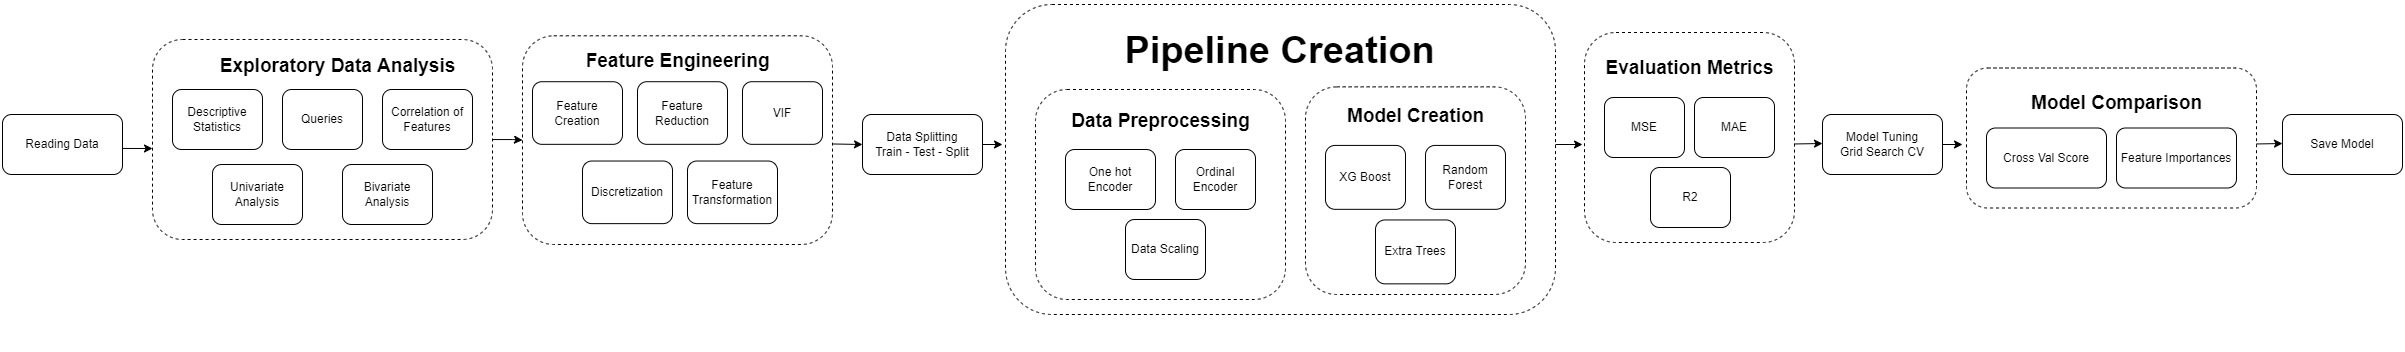 Reading Data
Exploratory Data Analysis
Descriptive
Statistics
Queries
Correlation of
Features
Univariate
Analysis
Bivariate
Analysis
Feature Engineering
Feature
Creation
Feature
Reduction
VIF
Discretization
Feature
Transformation
Data Splitting
Train - Test - Split
Pipeline Creation
Data Preprocessing
One hot
Encoder
Ordinal
Encoder
Data Scaling
Model Creation
XG Boost
Random
Forest
Extra Trees
Evaluation Metrics
MSE
MAE
R2
Model Tuning
Grid Search CV
Model Comparison
Cross Val Score
Feature Importances
Save Model